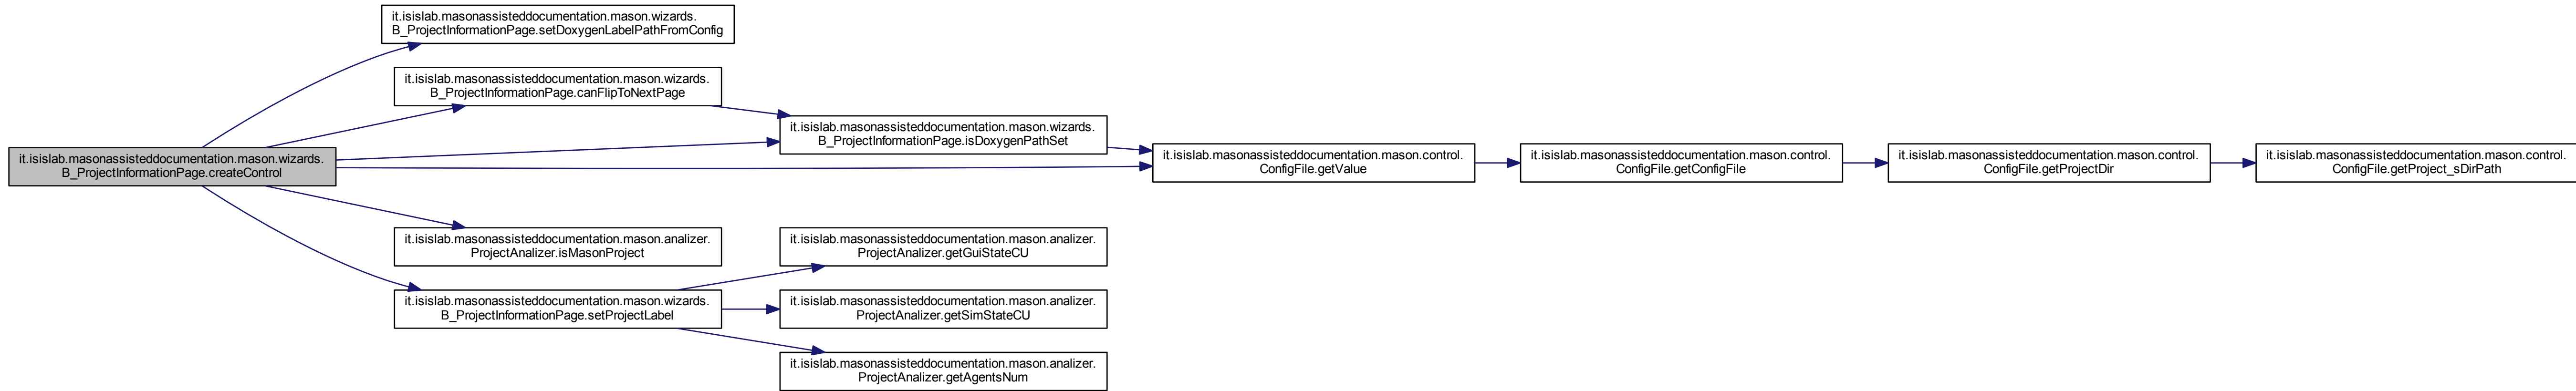 it.isislab.masonassisteddocumentation.mason.wizards.
B_ProjectInformationPage.createControl
it.isislab.masonassisteddocumentation.mason.wizards.
B_ProjectInformationPage.setDoxygenLabelPathFromConfig
it.isislab.masonassisteddocumentation.mason.wizards.
B_ProjectInformationPage.canFlipToNextPage
it.isislab.masonassisteddocumentation.mason.wizards.
B_ProjectInformationPage.isDoxygenPathSet
it.isislab.masonassisteddocumentation.mason.control.
ConfigFile.getValue
it.isislab.masonassisteddocumentation.mason.control.
ConfigFile.getConfigFile
it.isislab.masonassisteddocumentation.mason.control.
ConfigFile.getProjectDir
it.isislab.masonassisteddocumentation.mason.control.
ConfigFile.getProject_sDirPath
it.isislab.masonassisteddocumentation.mason.analizer.
ProjectAnalizer.isMasonProject
it.isislab.masonassisteddocumentation.mason.wizards.
B_ProjectInformationPage.setProjectLabel
it.isislab.masonassisteddocumentation.mason.analizer.
ProjectAnalizer.getGuiStateCU
it.isislab.masonassisteddocumentation.mason.analizer.
ProjectAnalizer.getSimStateCU
it.isislab.masonassisteddocumentation.mason.analizer.
ProjectAnalizer.getAgentsNum